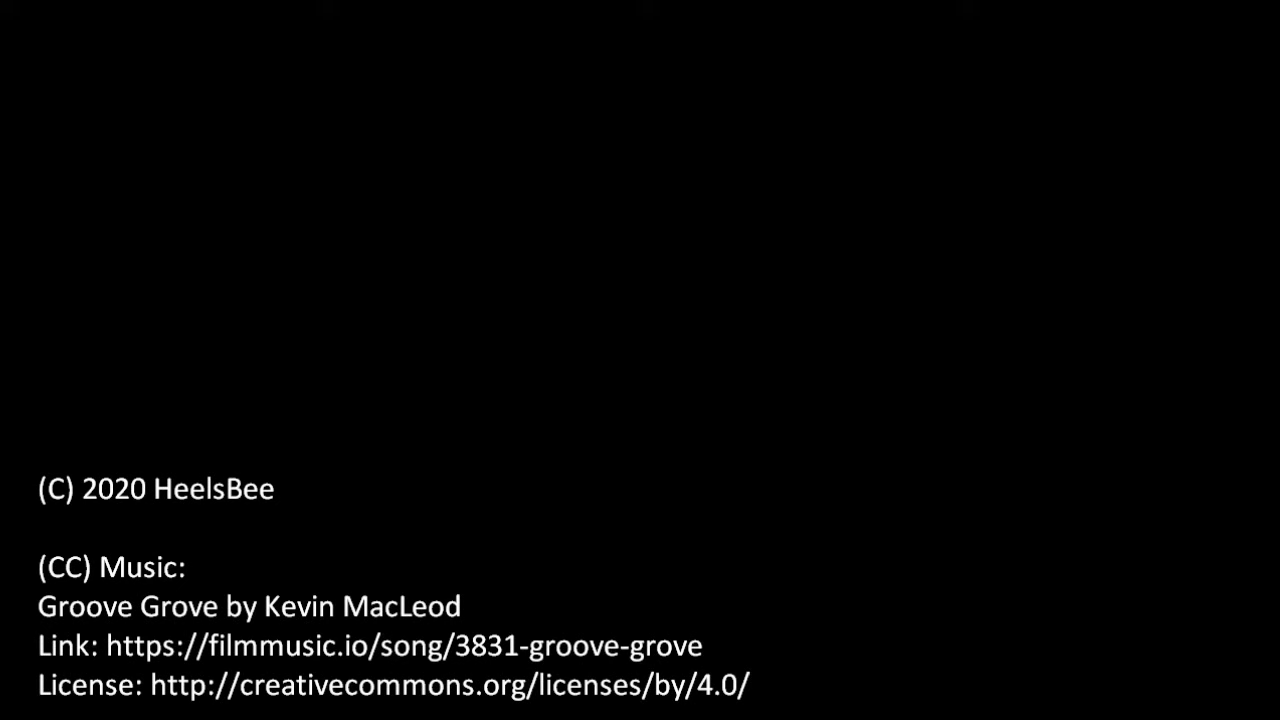 (C) 2020 HeelsBee
(CC) Music:
Groove Grove by Kevin MacLeod
Link: https://filmmusic.io/song/3831-groove-grove
License: http://creativecommons.org/licenses/by/4.0/